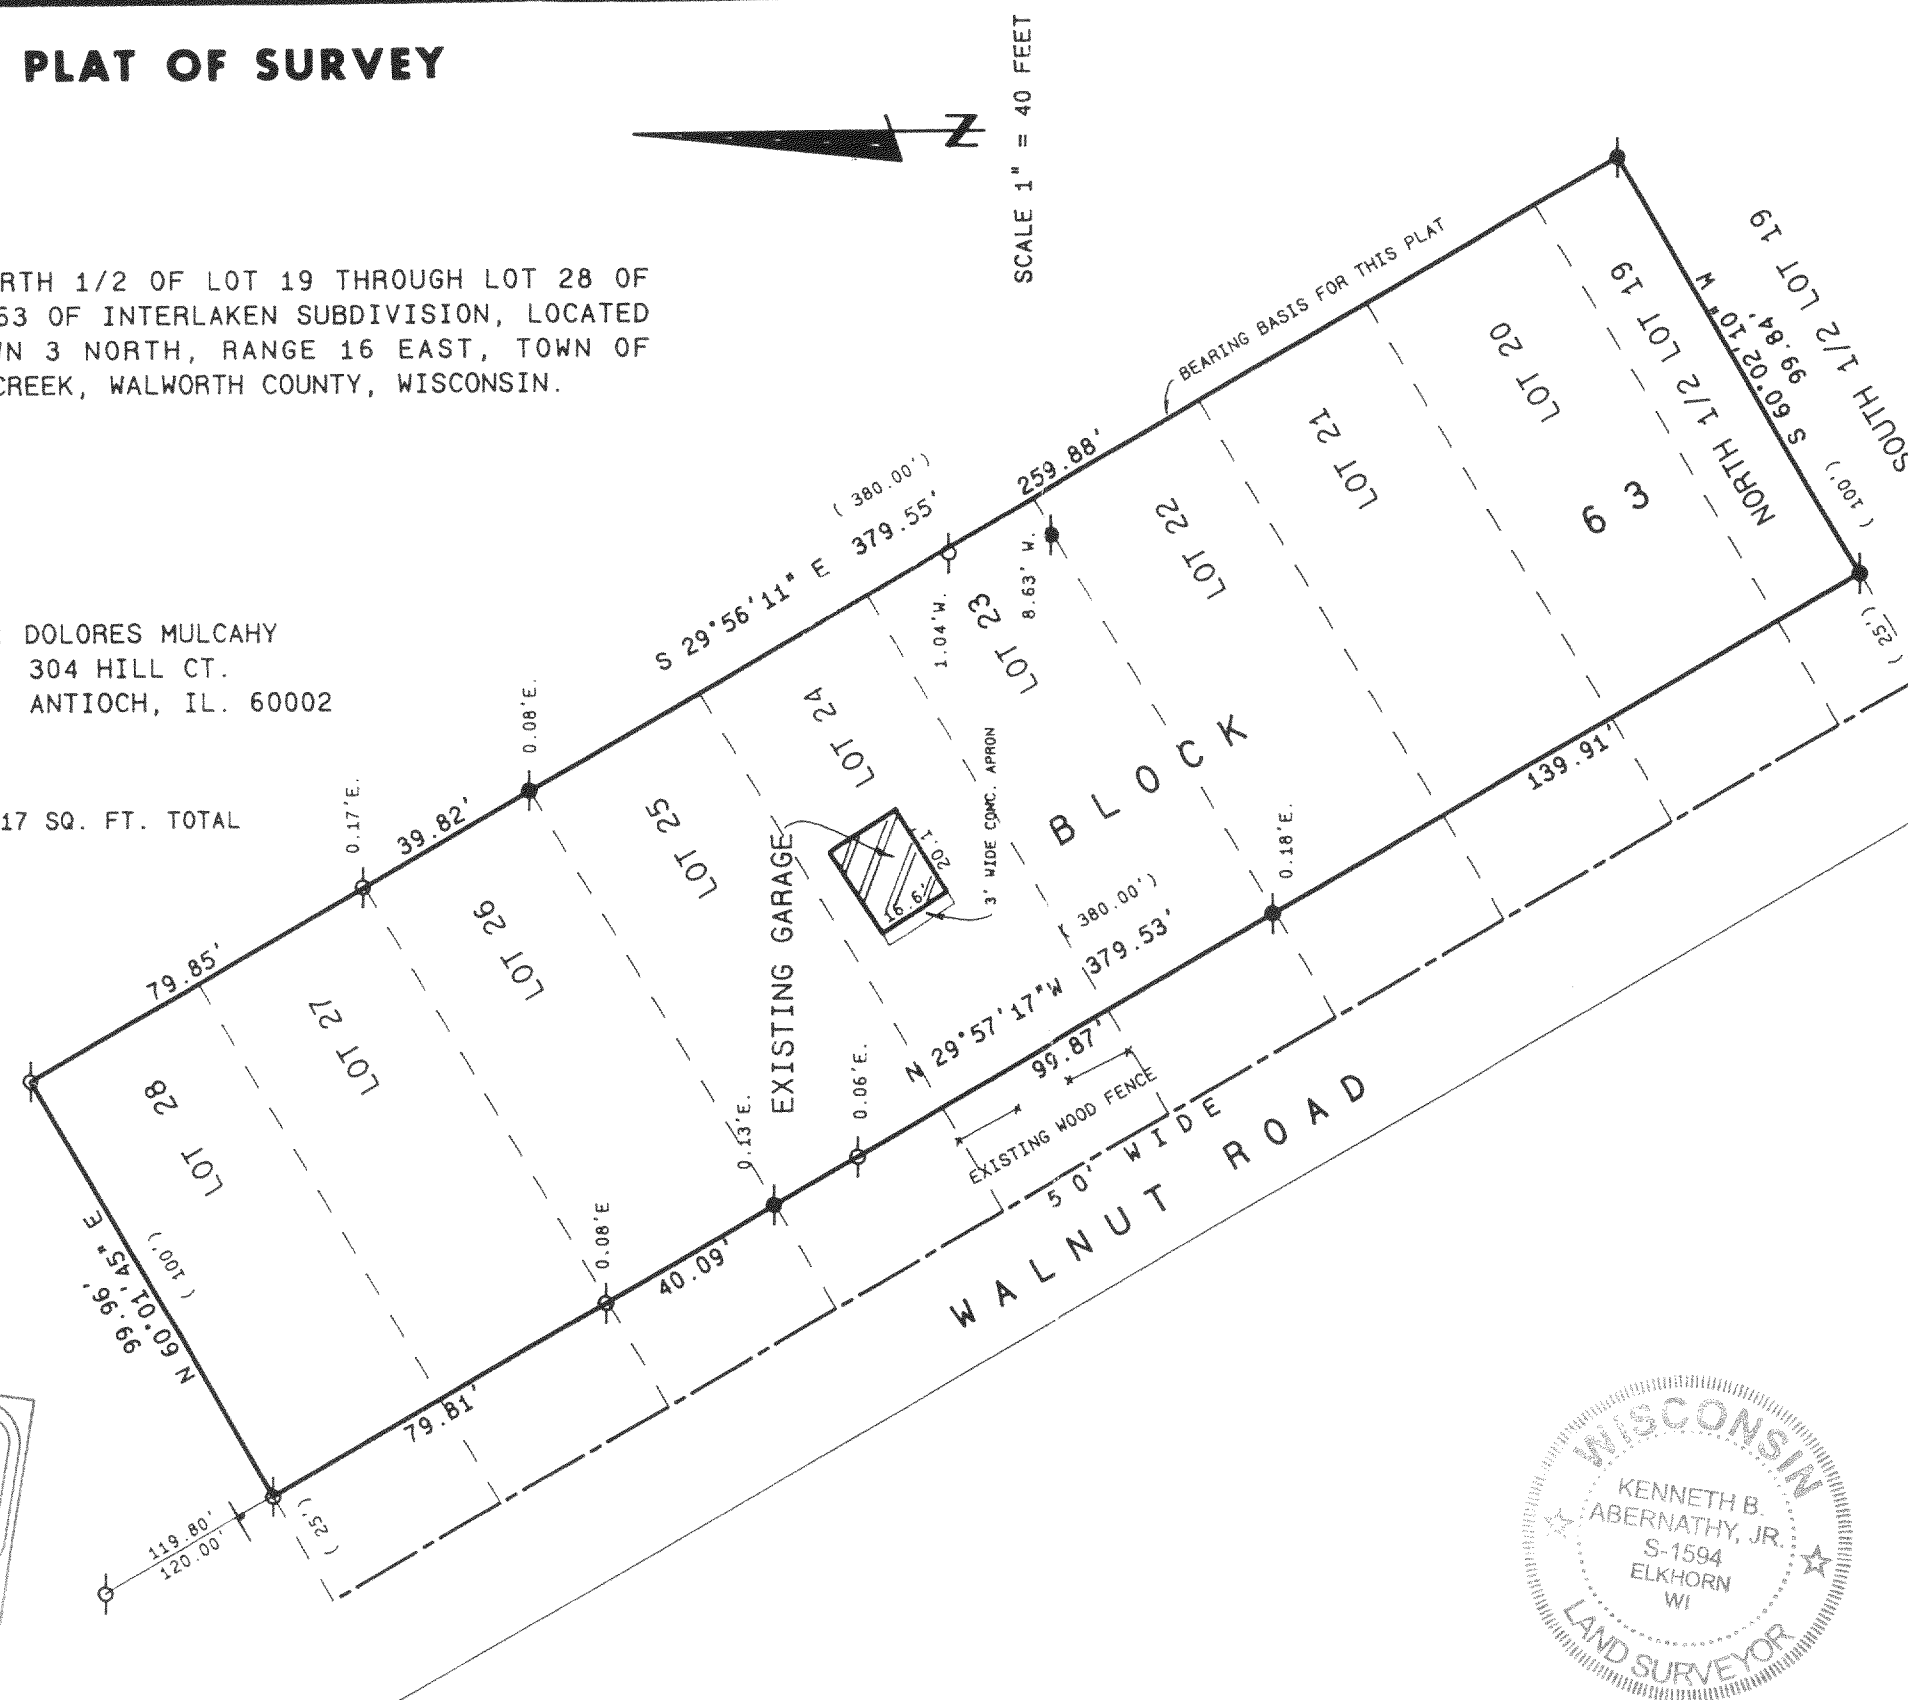 PLAT OF SURVEY
N
SCALE 1" = 40 FEET
RTH 1/2 OF LOT 19 THROUGH LOT 28 OF
63 OF INTERLAKEN SUBDIVISION, LOCATED
N 3 NORTH, RANGE 16 EAST, TOWN OF
CREEK, WALWORTH COUNTY, WISCONSIN.
DOLORES MULCAHY
304 HILL CT.
ANTIOCH, IL. 60002
17 SQ. FT. TOTAL
BEARING BASIS FOR THIS PLAT
259.88'
( 380.00')
S 29°56'11" E 379.55'
0.08'E.
39.82'
0.17'E.
79.85'
1.04'W.
8.63' W.
SOUTH 1/2 LOT 19
S 60°02'10" W
99.84'
( 100')
( 25')
NORTH 1/2 LOT 19
LOT 20
LOT 21
LOT 22
LOT 23
LOT 24
LOT 25
LOT 26
LOT 27
LOT 28
BLOCK
63
EXISTING GARAGE
20.1'
16.6'
3' WIDE CONC. APRON
139.91'
0.18'E.
( 380.00')
N 29°57'17"W 379.53'
99.87'
0.06'E.
0.13'E.
40.09'
0.08'E
79.81'
EXISTING WOOD FENCE
50' WIDE
WALNUT ROAD
N 60°01'45" E
99.96'
( 100')
( 25')
119.80'
120.00'
WISCONSIN
KENNETH B.
ABERNATHY, JR.
S-1594
ELKHORN
WI
LAND SURVEYOR